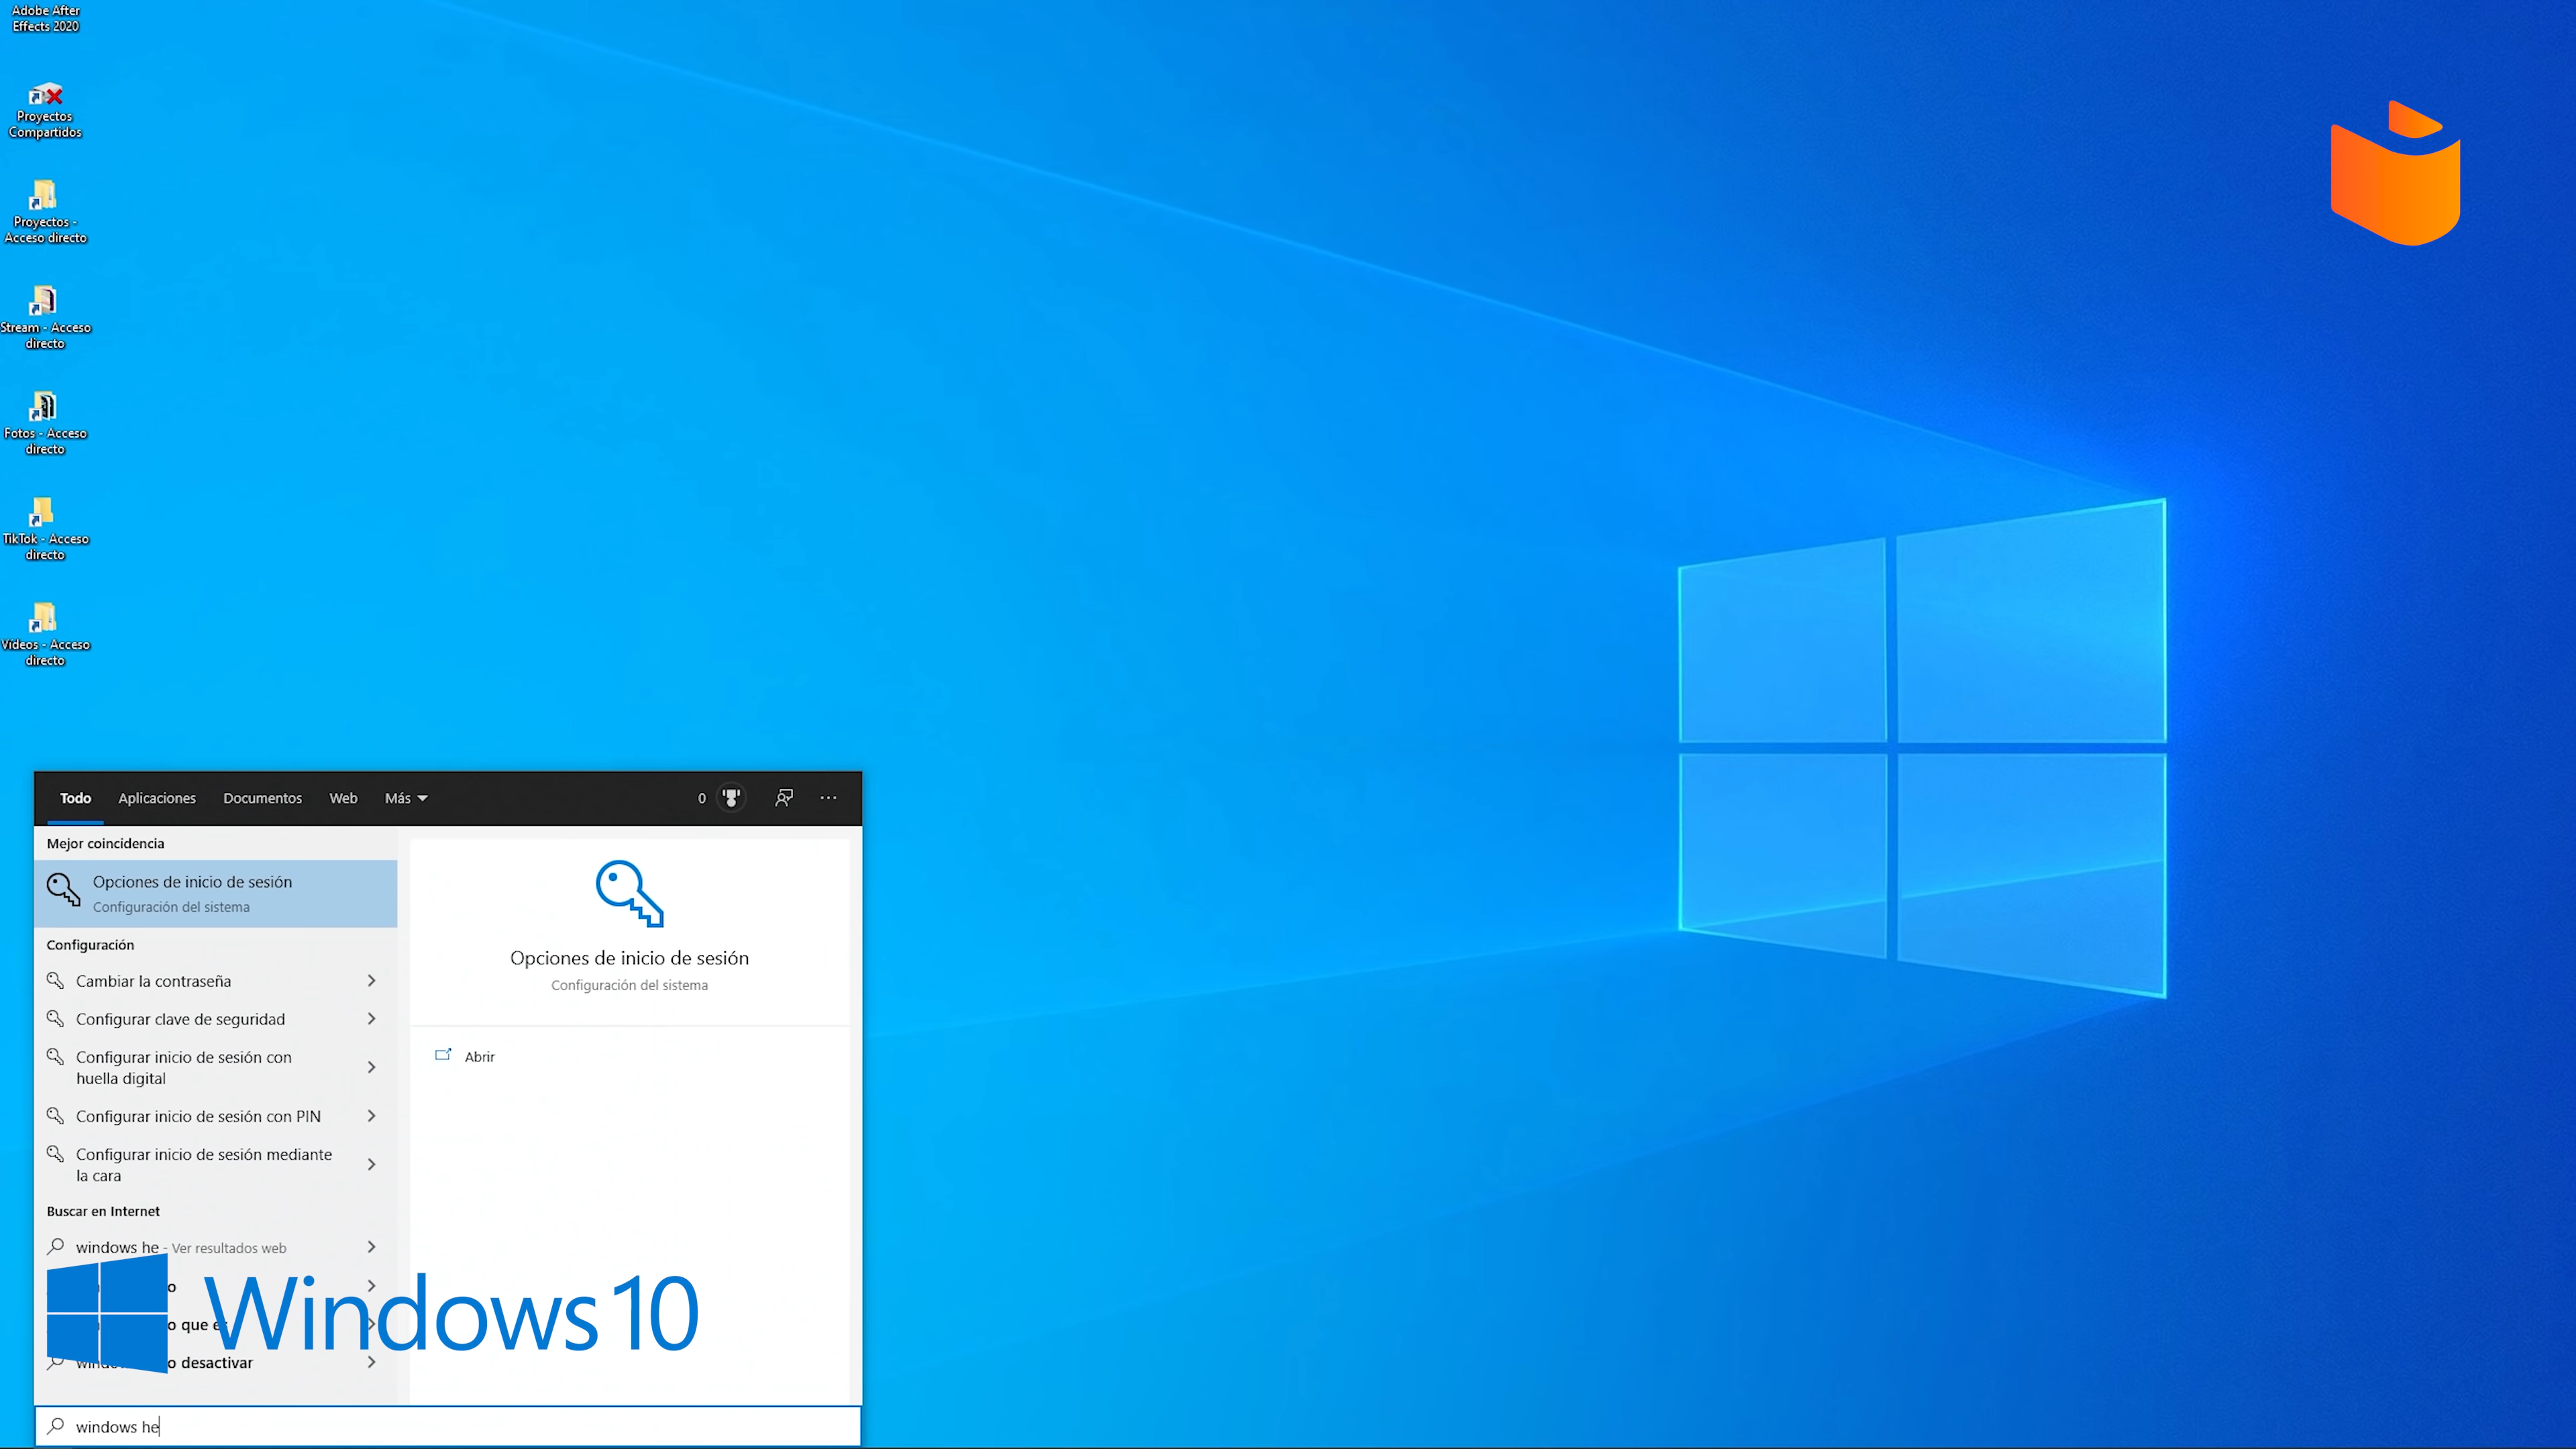 Adobe After
Effects 2020
Proyectos
Compartidos
Proyectos -
Acceso directo
Stream - Acceso
directo
Fotos - Acceso
directo
TikTok - Acceso
directo
Vídeos - Acceso
directo
Todo Aplicaciones Documentos Web Más 0
Mejor coincidencia
Opciones de inicio de sesión
Configuración del sistema
Configuración
Cambiar la contraseña
Configurar clave de seguridad
Configurar inicio de sesión con
huella digital
Configurar inicio de sesión con PIN
Configurar inicio de sesión mediante
la cara
Buscar en Internet
windows he - Ver resultados web
o que
o desactivar
Opciones de inicio de sesión
Configuración del sistema
Abrir
Windows 10
windows he